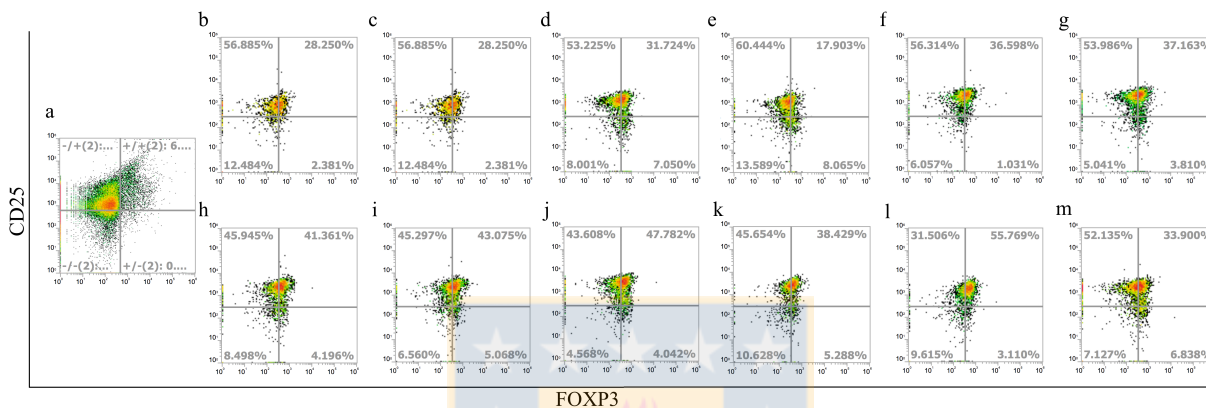 b c d e f g
56.885% 28.250% 56.885% 28.250% 53.225% 31.724% 60.444% 17.903% 56.314% 36.598% 53.986% 37.163%
12.484% 2.381% 12.484% 2.381% 8.001% 7.050% 13.589% 8.065% 6.057% 1.031% 5.041% 3.810%
a
-/+(2):... +/+(2): 6....
-/-(2):... +/-(2): 0....
CD25
h i j k l m
45.945% 41.361% 45.297% 43.075% 43.608% 47.782% 45.654% 38.429% 31.506% 55.769% 52.135% 33.900%
8.498% 4.196% 6.560% 5.068% 4.568% 4.042% 10.628% 5.288% 9.615% 3.110% 7.127% 6.838%
FOXP3